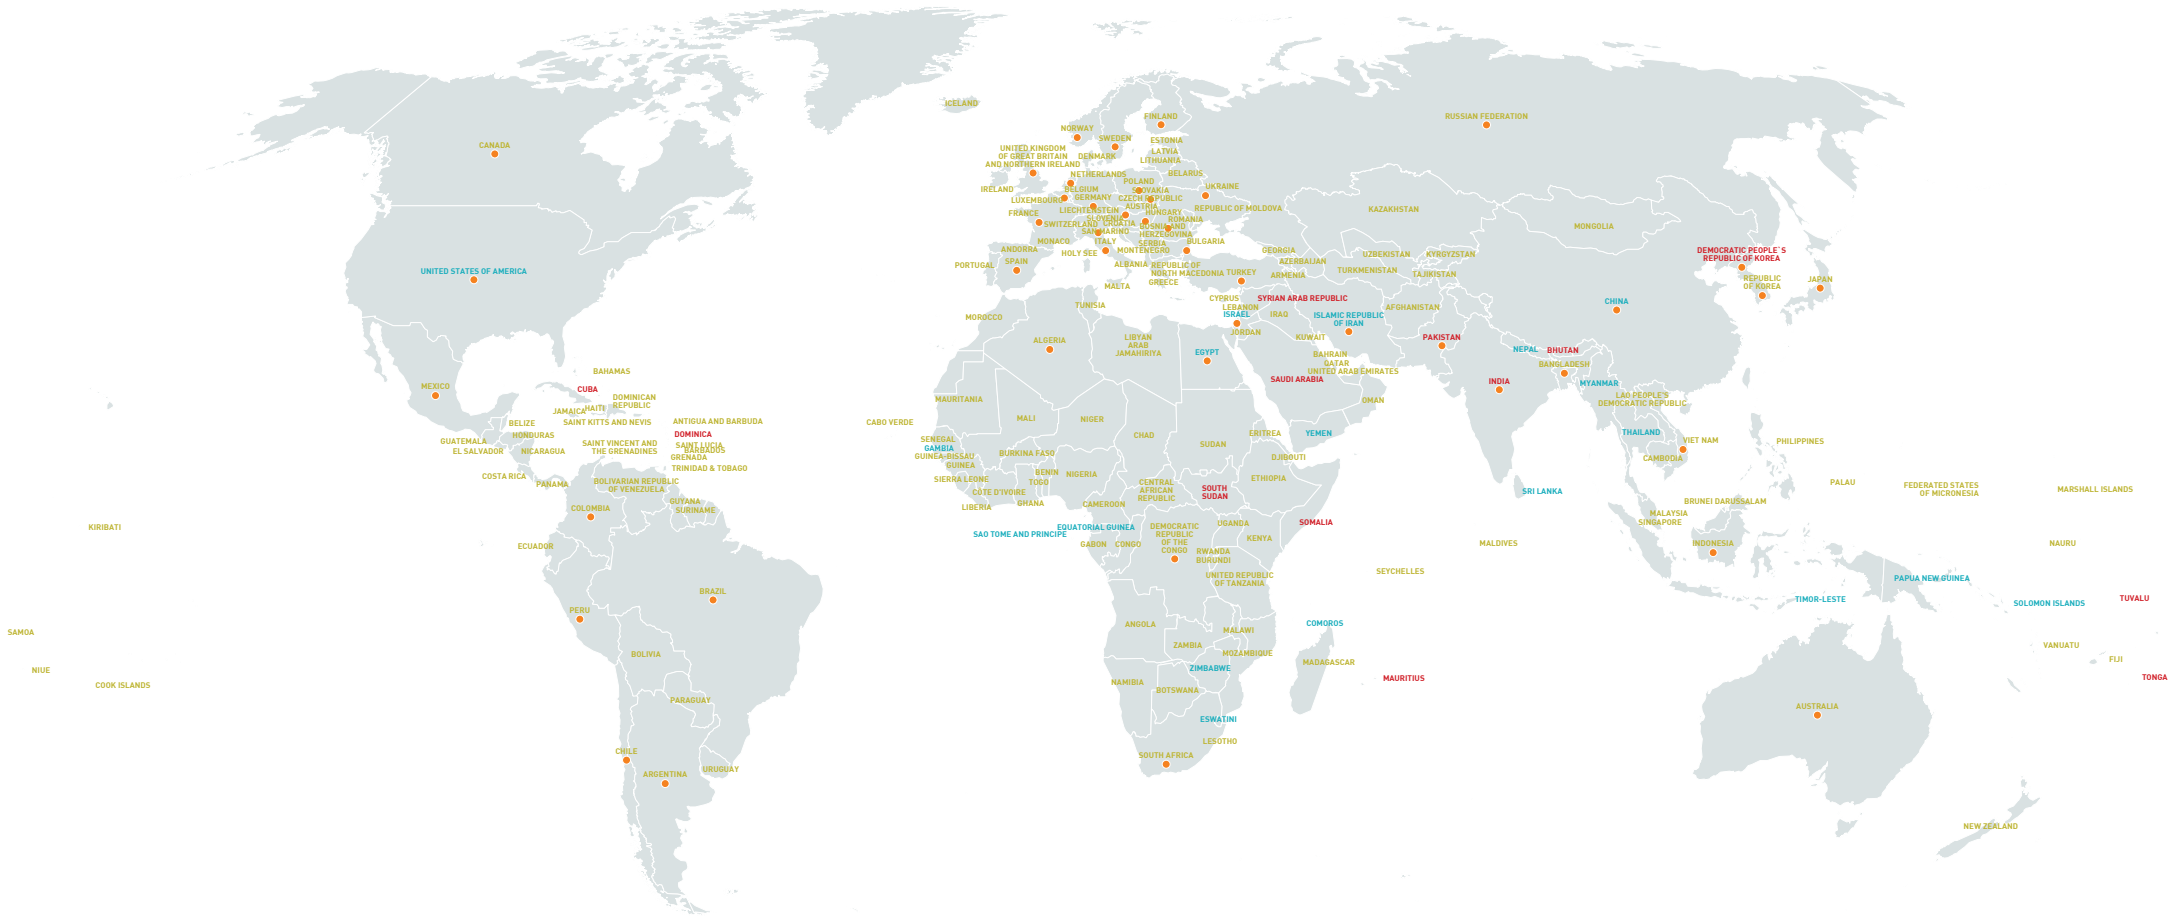 ICELAND
CANADA
NORWAY
FINLAND
SWEDEN
ESTONIA
RUSSIAN FEDERATION
UNITED KINGDOM
OF GREAT BRITAIN
AND NORTHERN IRELAND
DENMARK
LATVIA
LITHUANIA
IRELAND
NETHERLANDS
BELGIUM
GERMANY
POLAND
BELARUS
UKRAINE
LUXEMBOURG
SLOVAKIA
CZECH REPUBLIC
AUSTRIA
FRANCE
LIECHTENSTEIN
SLOVENIA
HUNGARY
REPUBLIC OF MOLDOVA
SWITZERLAND
CROATIA
ROMANIA
SAN MARINO
BOSNIA AND
HERZEGOVINA
MONACO
ITALY
SERBIA
BULGARIA
ANDORRA
HOLY SEE
MONTENEGRO
PORTUGAL
SPAIN
ALBANIA
REPUBLIC OF
NORTH MACEDONIA
TURKEY
GREECE
MALTA
GEORGIA
AZERBAIJAN
ARMENIA
KAZAKHSTAN
UZBEKISTAN
KYRGYZSTAN
TURKMENISTAN
TAJIKISTAN
MONGOLIA
DEMOCRATIC PEOPLE´S
REPUBLIC OF KOREA
REPUBLIC
OF KOREA
JAPAN
CHINA
UNITED STATES OF AMERICA
CYPRUS
SYRIAN ARAB REPUBLIC
LEBANON
ISRAEL
IRAQ
ISLAMIC REPUBLIC
OF IRAN
AFGHANISTAN
JORDAN
KUWAIT
PAKISTAN
TUNISIA
MOROCCO
ALGERIA
LIBYAN
ARAB
JAMAHIRIYA
EGYPT
BAHRAIN
QATAR
UNITED ARAB EMIRATES
SAUDI ARABIA
OMAN
NEPAL
BHUTAN
BANGLADESH
INDIA
MYANMAR
LAO PEOPLE'S
DEMOCRATIC REPUBLIC
THAILAND
VIET NAM
CAMBODIA
PHILIPPINES
MEXICO
BAHAMAS
CUBA
DOMINICAN
REPUBLIC
HAITI
JAMAICA
SAINT KITTS AND NEVIS
ANTIGUA AND BARBUDA
BELIZE
HONDURAS
DOMINICA
GUATEMALA
EL SALVADOR
NICARAGUA
SAINT VINCENT AND
THE GRENADINES
SAINT LUCIA
BARBADOS
GRENADA
TRINIDAD & TOBAGO
COSTA RICA
PANAMA
BOLIVARIAN REPUBLIC
OF VENEZUELA
GUYANA
SURINAME
COLOMBIA
ECUADOR
PERU
BRAZIL
BOLIVIA
PARAGUAY
CHILE
ARGENTINA
URUGUAY
CABO VERDE
MAURITANIA
MALI
NIGER
CHAD
SUDAN
ERITREA
YEMEN
DJIBOUTI
ETHIOPIA
SENEGAL
GAMBIA
GUINEA-BISSAU
GUINEA
SIERRA LEONE
LIBERIA
CÔTE D'IVOIRE
BURKINA FASO
BENIN
TOGO
GHANA
NIGERIA
CAMEROON
CENTRAL
AFRICAN
REPUBLIC
SOUTH
SUDAN
SOMALIA
EQUATORIAL GUINEA
SAO TOME AND PRINCIPE
GABON
CONGO
DEMOCRATIC
REPUBLIC
OF THE
CONGO
UGANDA
KENYA
RWANDA
BURUNDI
UNITED REPUBLIC
OF TANZANIA
ANGOLA
ZAMBIA
MALAWI
MOZAMBIQUE
ZIMBABWE
NAMIBIA
BOTSWANA
ESWATINI
LESOTHO
SOUTH AFRICA
COMOROS
MADAGASCAR
MAURITIUS
SEYCHELLES
MALDIVES
SRI LANKA
BRUNEI DARUSSALAM
MALAYSIA
SINGAPORE
INDONESIA
PALAU
FEDERATED STATES
OF MICRONESIA
MARSHALL ISLANDS
NAURU
PAPUA NEW GUINEA
TIMOR-LESTE
SOLOMON ISLANDS
TUVALU
VANUATU
FIJI
TONGA
AUSTRALIA
NEW ZEALAND
KIRIBATI
SAMOA
NIUE
COOK ISLANDS